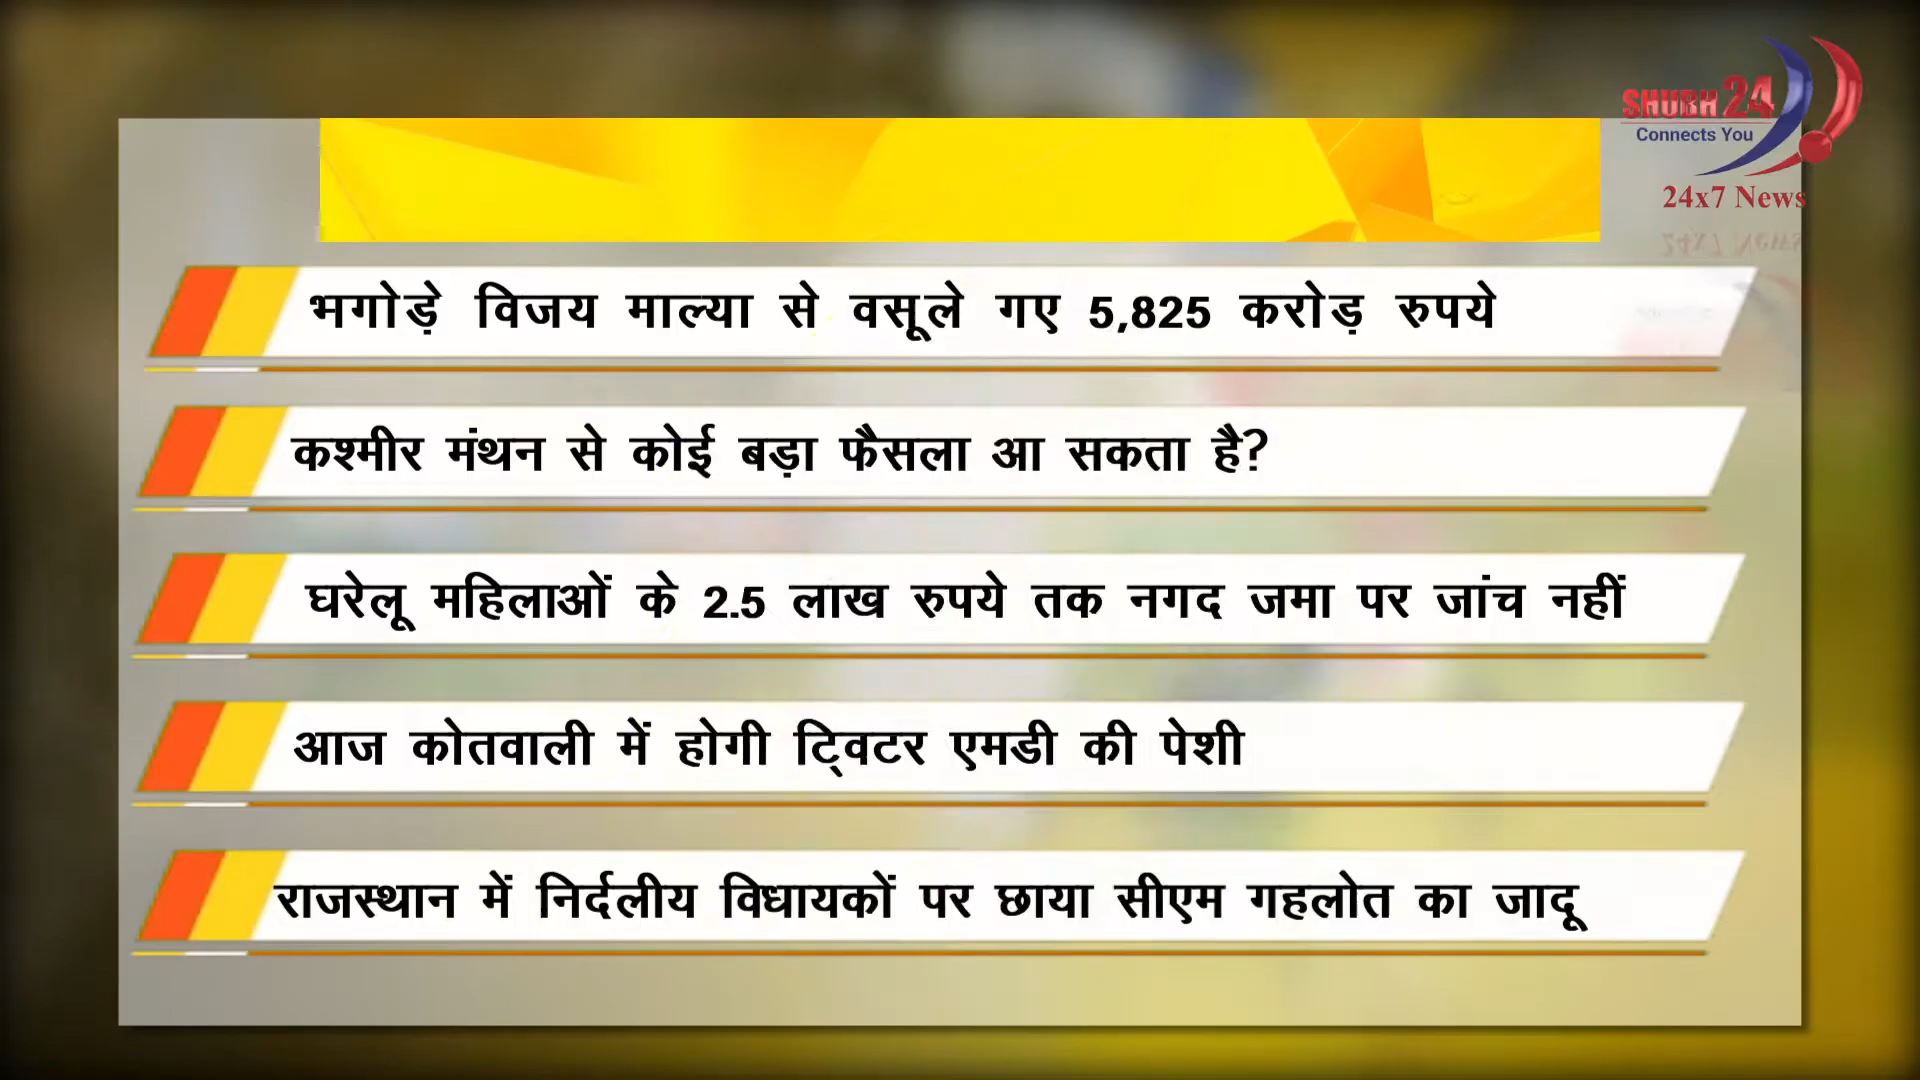 SHUBH 24
Connects You
24x7 News
भगोड़े विजय माल्या से वसूले गए 5,825 करोड़ रुपये
कश्मीर मंथन से कोई बड़ा फैसला आ सकता है?
घरेलू महिलाओं के 2.5 लाख रुपये तक नगद जमा पर जांच नहीं
आज कोतवाली में होगी ट्विटर एमडी की पेशी
राजस्थान में निर्दलीय विधायकों पर छाया सीएम गहलोत का जादू